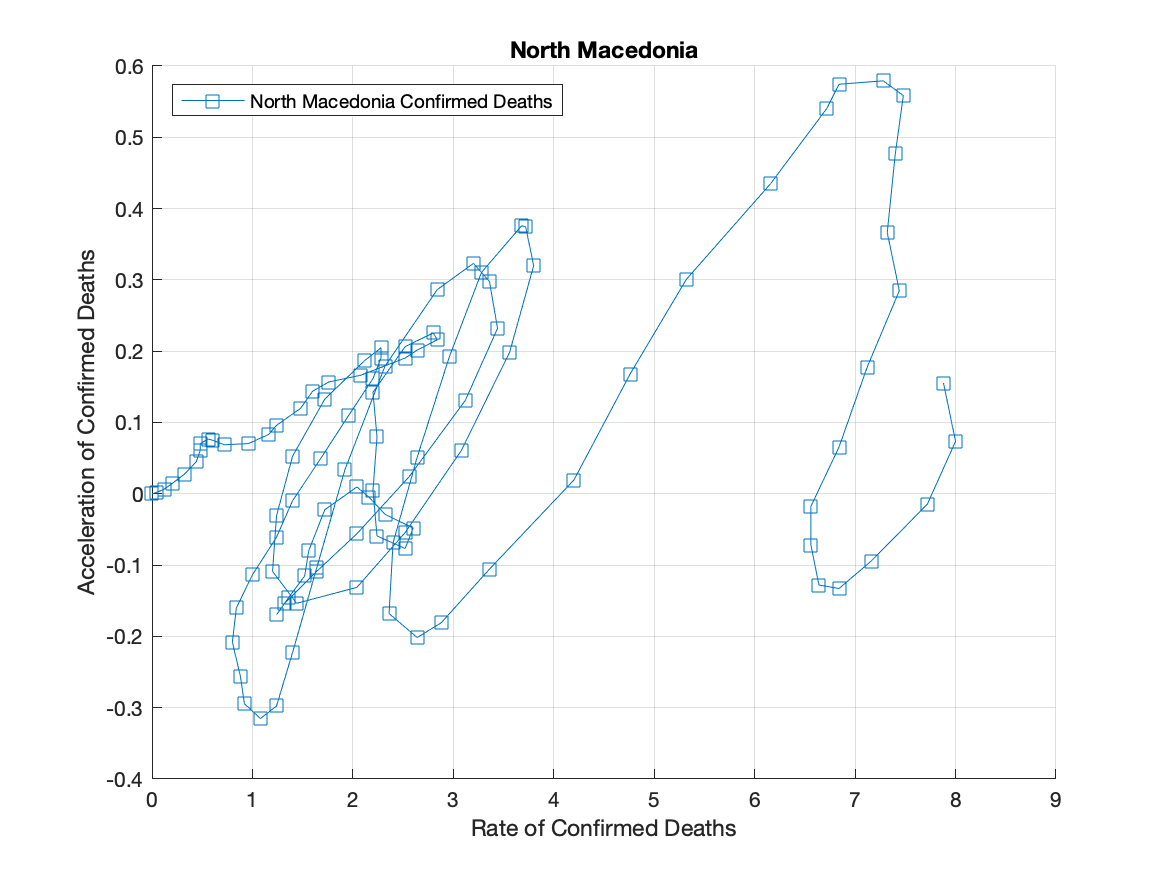 North Macedonia
North Macedonia Confirmed Deaths
Acceleration of Confirmed Deaths
0.6
0.5
0.4
0.3
0.2
0.1
0
-0.1
-0.2
-0.3
-0.4
0 1 2 3 4 5 6 7 8 9
Rate of Confirmed Deaths